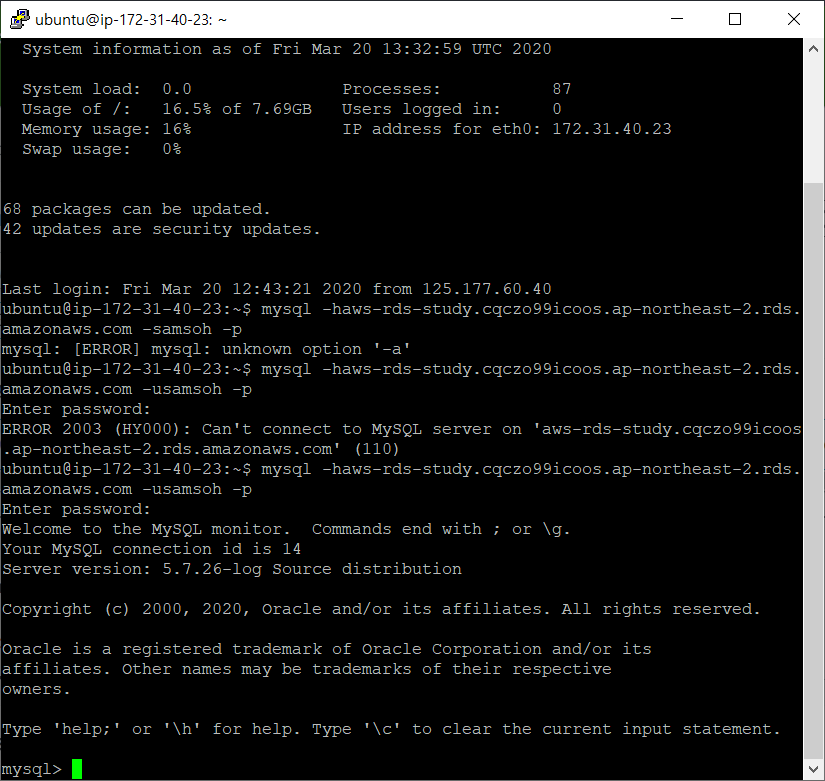 ubuntu@ip-172-31-40-23: ~
System information as of Fri Mar 20 13:32:59 UTC 2020
System load:  0.0               Processes:           87
Usage of /:   16.5% of 7.69GB   Users logged in:     0
Memory usage: 16%               IP address for eth0: 172.31.40.23
Swap usage:   0%
68 packages can be updated.
42 updates are security updates.
Last login: Fri Mar 20 12:43:21 2020 from 125.177.60.40
ubuntu@ip-172-31-40-23:~$ mysql -haws-rds-study.cqczo99icoos.ap-northeast-2.rds.
amazonaws.com -samsoh -p
mysql: [ERROR] mysql: unknown option '-a'
ubuntu@ip-172-31-40-23:~$ mysql -haws-rds-study.cqczo99icoos.ap-northeast-2.rds.
amazonaws.com -usamsoh -p
Enter password:
ERROR 2003 (HY000): Can't connect to MySQL server on 'aws-rds-study.cqczo99icoos
.ap-northeast-2.rds.amazonaws.com' (110)
ubuntu@ip-172-31-40-23:~$ mysql -haws-rds-study.cqczo99icoos.ap-northeast-2.rds.
amazonaws.com -usamsoh -p
Enter password:
Welcome to the MySQL monitor.  Commands end with ; or \g.
Your MySQL connection id is 14
Server version: 5.7.26-log Source distribution
Copyright (c) 2000, 2020, Oracle and/or its affiliates. All rights reserved.
Oracle is a registered trademark of Oracle Corporation and/or its
affiliates. Other names may be trademarks of their respective
owners.
Type 'help;' or '\h' for help. Type '\c' to clear the current input statement.
mysql>